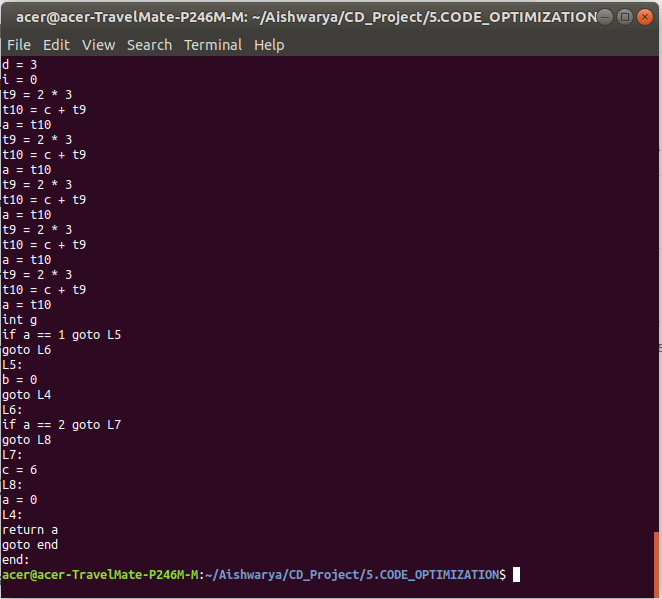 acer@acer-TravelMate-P246M-M: ~/Aishwarya/CD_Project/5.CODE_OPTIMIZATION
File Edit View Search Terminal Help
d = 3
i = 0
t9 = 2 * 3
t10 = c + t9
a = t10
t9 = 2 * 3
t10 = c + t9
a = t10
t9 = 2 * 3
t10 = c + t9
a = t10
t9 = 2 * 3
t10 = c + t9
a = t10
t9 = 2 * 3
t10 = c + t9
a = t10
int g
if a == 1 goto L5
goto L6
L5:
b = 0
goto L4
L6:
if a == 2 goto L7
goto L8
L7:
c = 6
L8:
a = 0
L4:
return a
goto end
end:
acer@acer-TravelMate-P246M-M:~/Aishwarya/CD_Project/5.CODE_OPTIMIZATION$